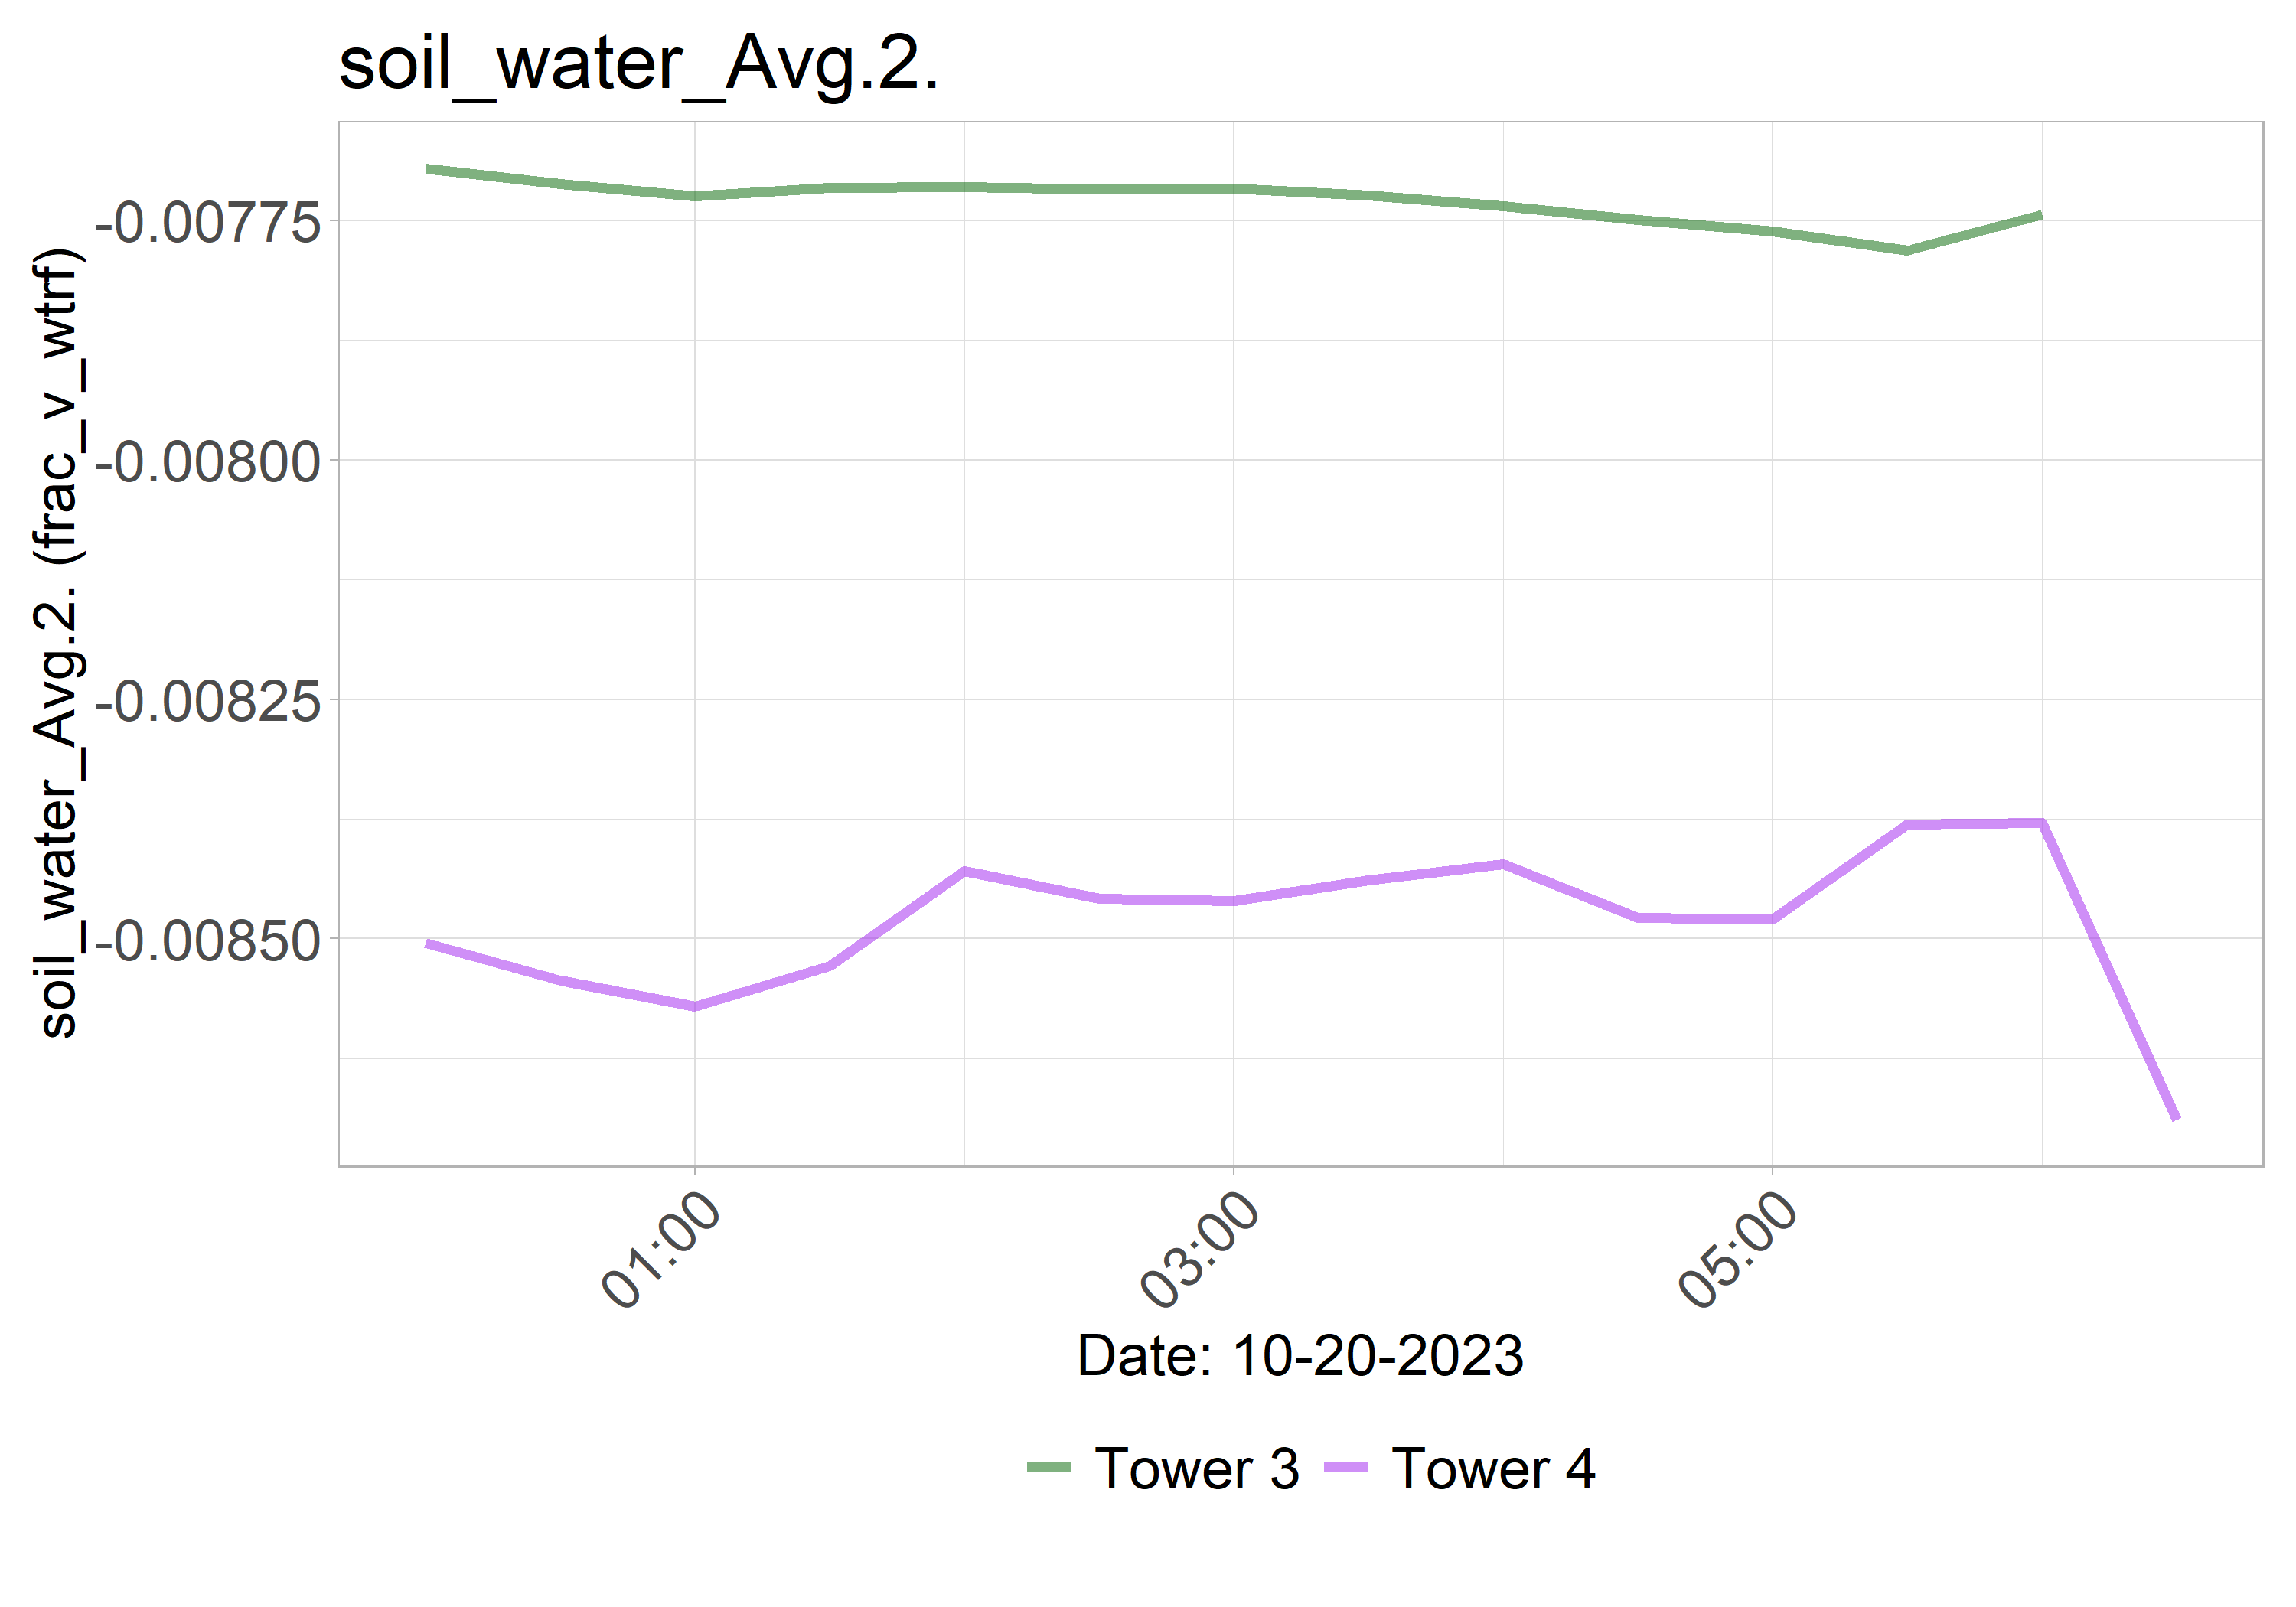 soil_water_Avg.2.
soil_water_Avg.2. (frac_v_wtrf)
-0.00775
-0.00800
-0.00825
-0.00850
01:00
03:00
05:00
Date: 10-20-2023
Tower 3
Tower 4